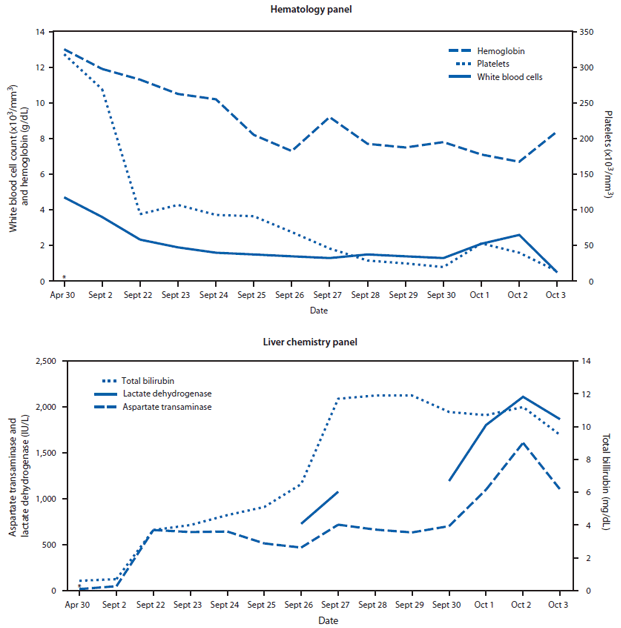 Hematology panel
14
12
10
8
6
4
2
0
350
300
250
200
150
100
50
0
White blood cell count (x10³/mm³)
and hemoglobin (g/dL)
Platelets (x10³/mm³)
Hemoglobin
Platelets
White blood cells
*
Apr 30 Sept 2 Sept 22 Sept 23 Sept 24 Sept 25 Sept 26 Sept 27 Sept 28 Sept 29 Sept 30 Oct 1 Oct 2 Oct 3
Date
Liver chemistry panel
2,500
2,000
1,500
1,000
500
0
14
12
10
8
6
4
2
0
Aspartate transaminase and
lactate dehydrogenase (IU/L)
Total billirubin (mg/dL)
Total bilirubin
Lactate dehydrogenase
Aspartate transaminase
Apr 30 Sept 2 Sept 22 Sept 23 Sept 24 Sept 25 Sept 26 Sept 27 Sept 28 Sept 29 Sept 30 Oct 1 Oct 2 Oct 3
Date